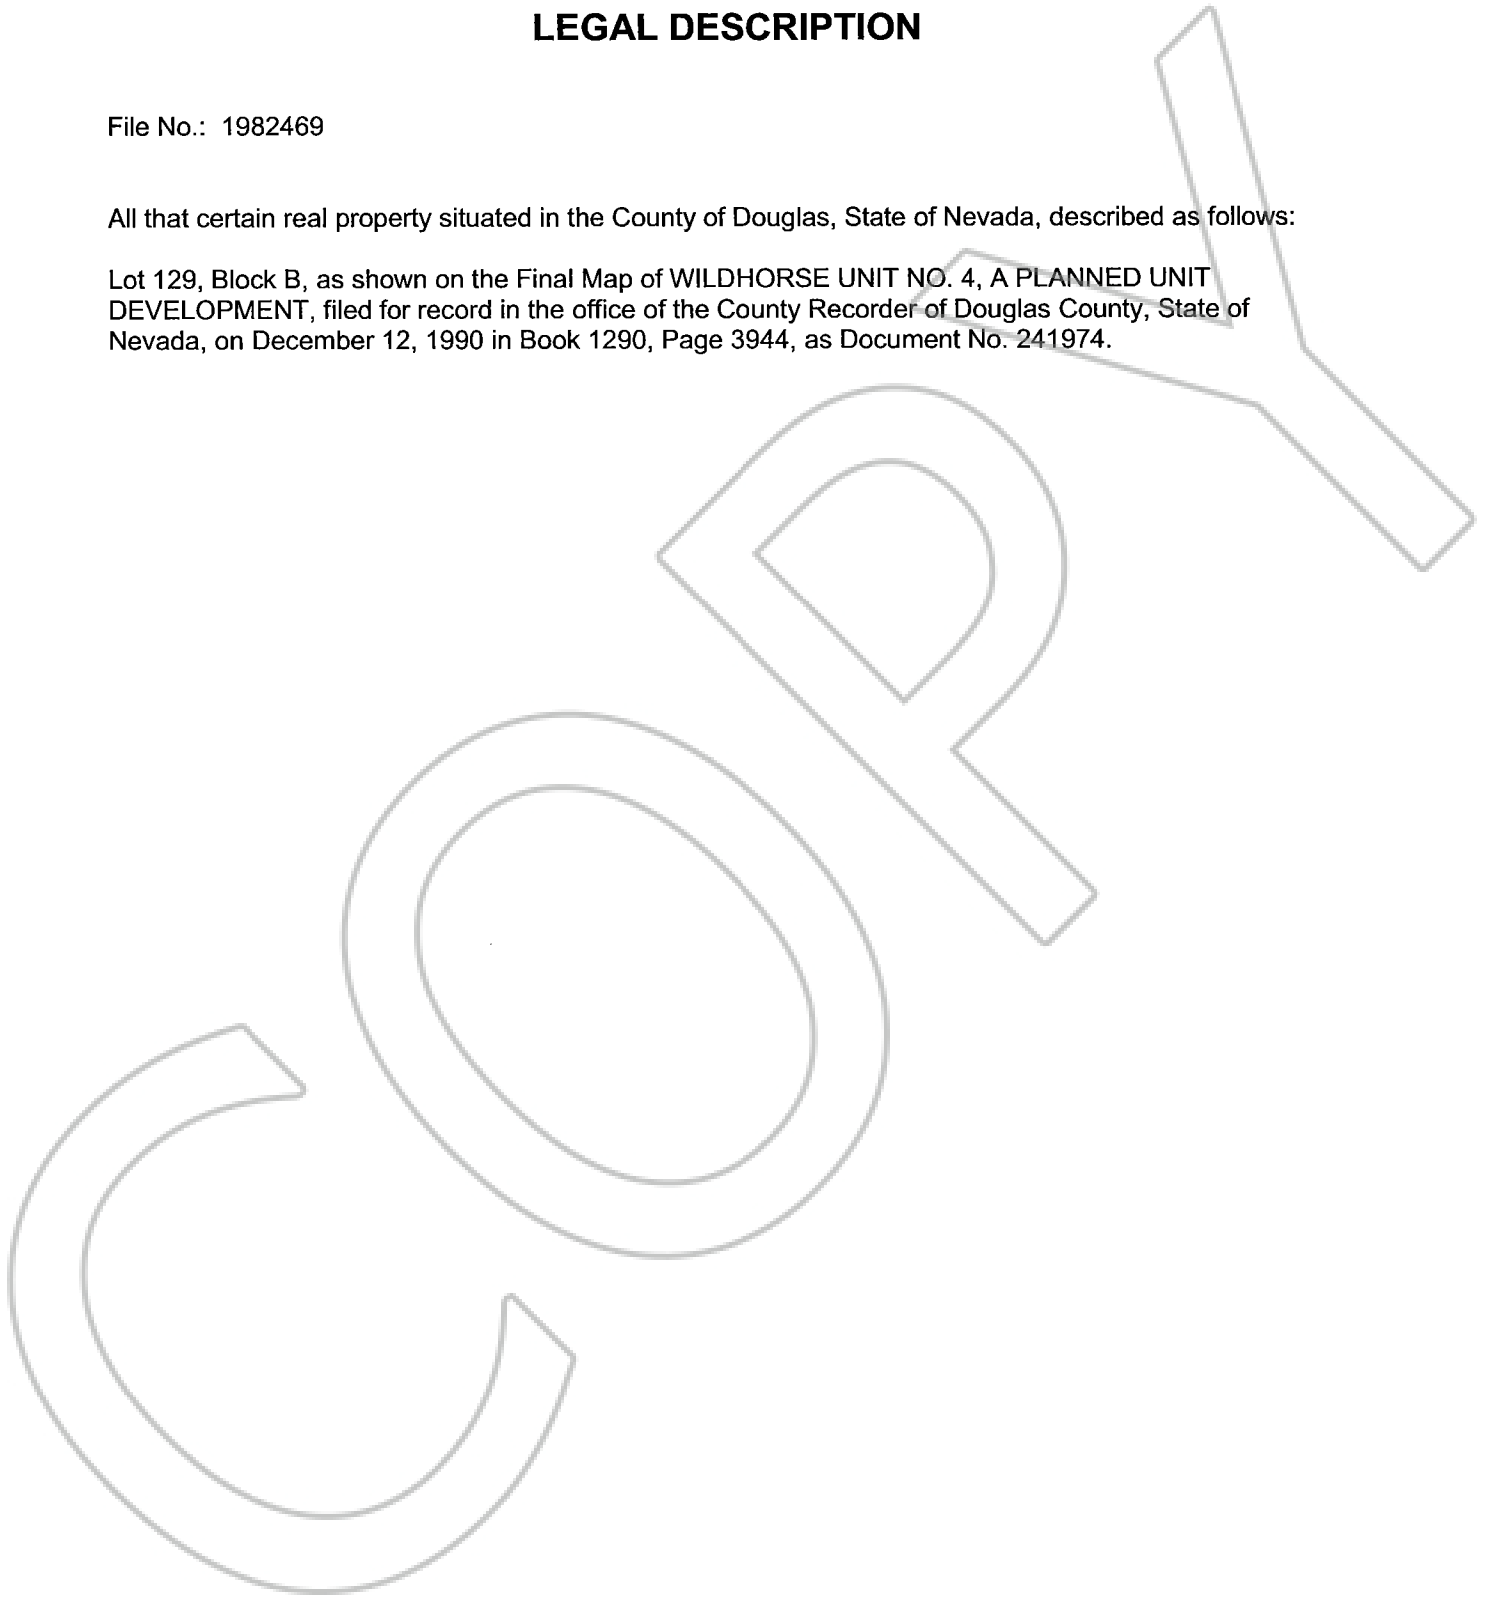 LEGAL DESCRIPTION
File No.: 1982469
All that certain real property situated in the County of Douglas, State of Nevada, described as follows:
Lot 129, Block B, as shown on the Final Map of WILDHORSE UNIT NO. 4, A PLANNED UNIT
DEVELOPMENT, filed for record in the office of the County Recorder of Douglas County, State of
Nevada, on December 12, 1990 in Book 1290, Page 3944, as Document No. 241974.
COPY